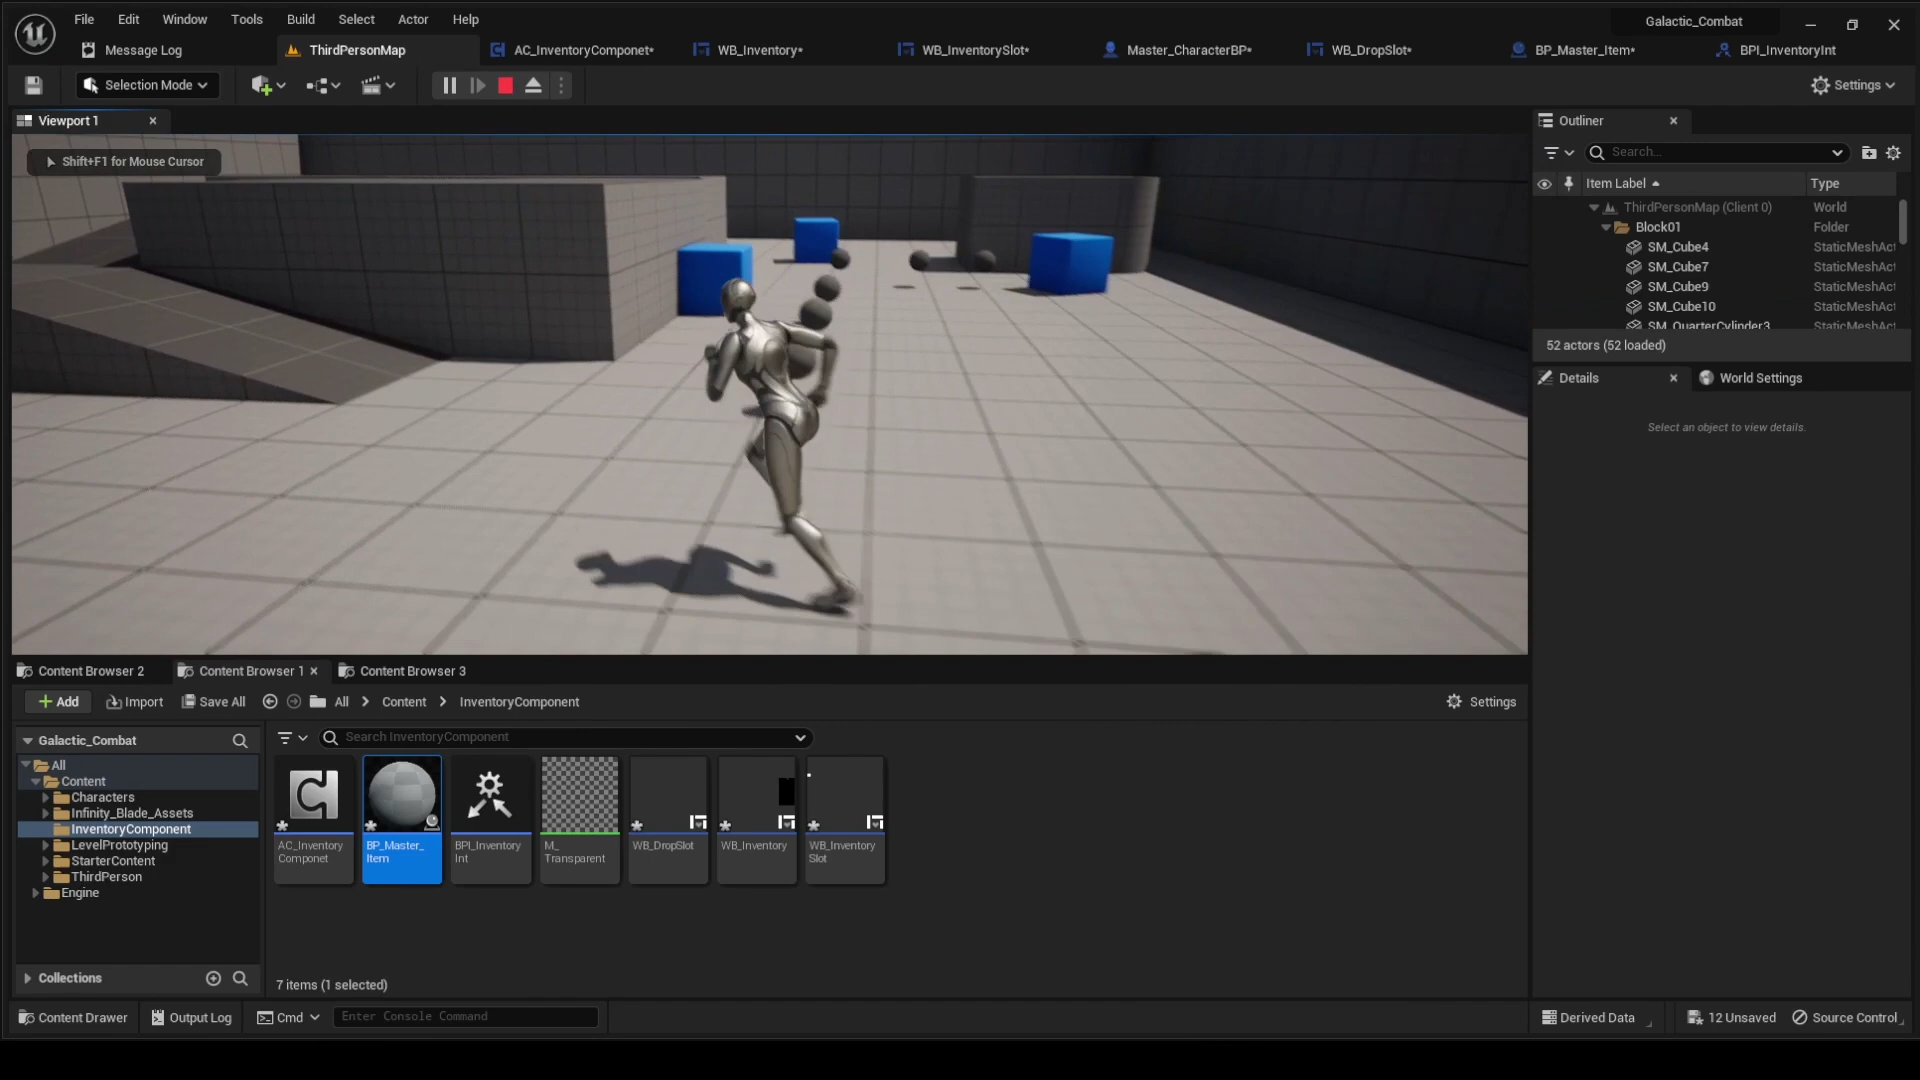 File Edit Window Tools Build Select Actor Help
Galactic_Combat
Message Log
ThirdPersonMap
AC_InventoryComponet*
WB_Inventory*
WB_InventorySlot*
Master_CharacterBP*
WB_DropSlot*
BP_Master_Item*
BPI_InventoryInt
Selection Mode
Settings
Viewport 1
Outliner
Shift+F1 for Mouse Cursor
Search...
Item Label
Type
ThirdPersonMap (Client 0) World
Block01 Folder
SM_Cube4 StaticMeshAct
SM_Cube7 StaticMeshAct
SM_Cube9 StaticMeshAct
SM_Cube10 StaticMeshAct
SM_QuarterCylinder3 StaticMeshAct
52 actors (52 loaded)
Details
World Settings
Select an object to view details.
Content Browser 2
Content Browser 1
Content Browser 3
Add
Import
Save All
All
Content
InventoryComponent
Settings
Galactic_Combat
Search InventoryComponent
All
Content
Characters
Infinity_Blade_Assets
InventoryComponent
LevelPrototyping
StarterContent
ThirdPerson
Engine
AC_Inventory
Componet
BP_Master_
Item
BPI_Inventory
Int
M_
Transparent
WB_DropSlot
WB_Inventory
WB_Inventory
Slot
Collections
7 items (1 selected)
Content Drawer
Output Log
Cmd
Enter Console Command
Derived Data
12 Unsaved
Source Control